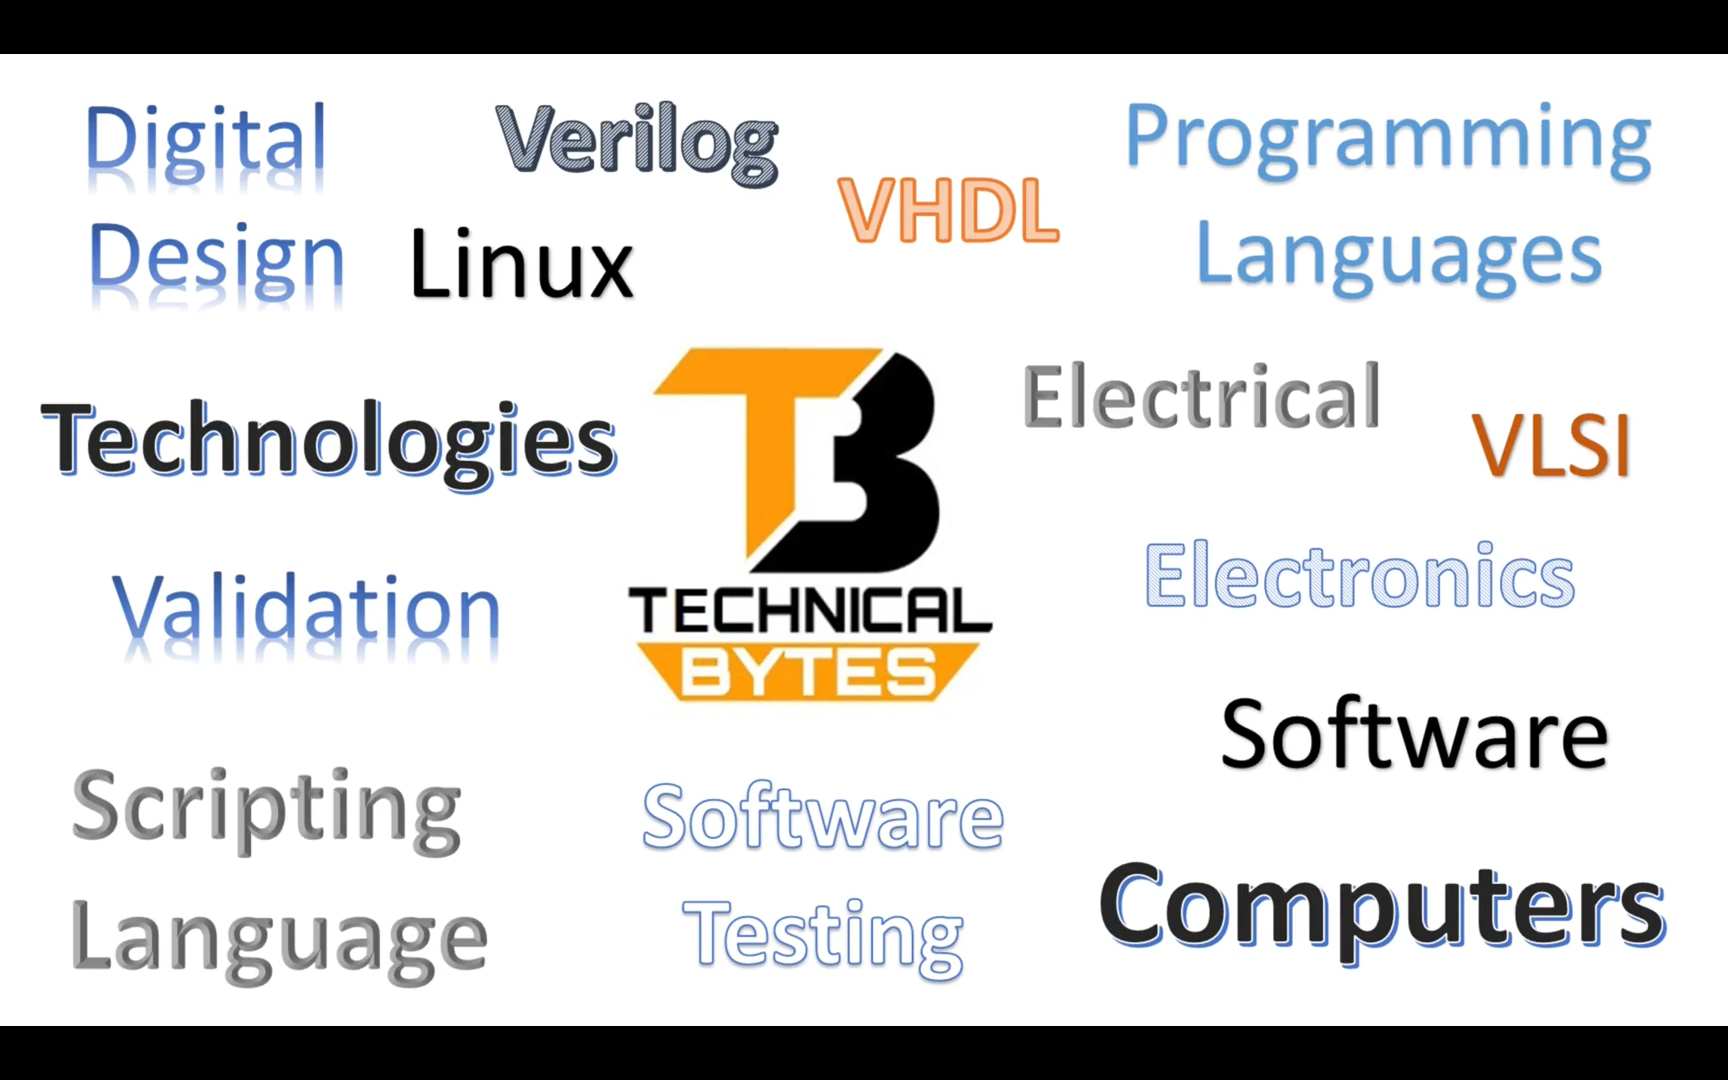 Digital
Design
Verilog
Linux
VHDL
Programming
Languages
Technologies
TB
TECHNICAL
BYTES
Electrical
VLSI
Validation
Electronics
Software
Scripting
Language
Software
Testing
Computers